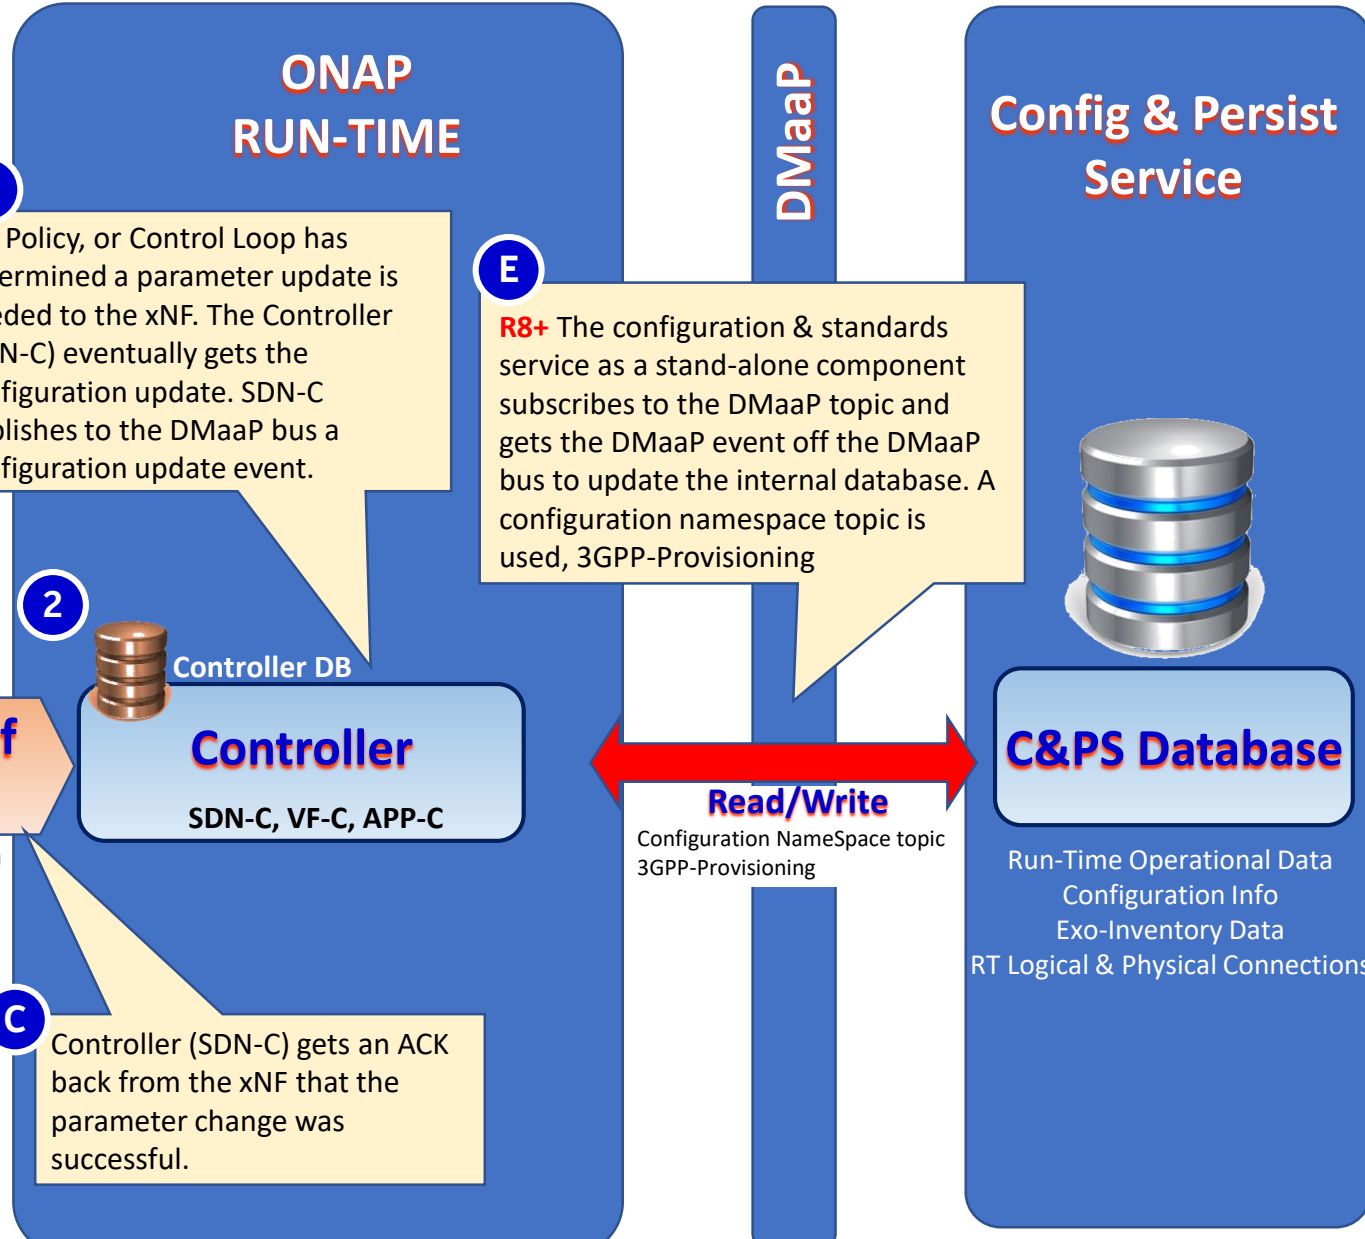 ONAP
RUN-TIME
DMaaP
Config & Persist
Service
Policy, or Control Loop has
ermined a parameter update is
eded to the xNF. The Controller
N-C) eventually gets the
figuration update. SDN-C
lishes to the DMaaP bus a
figuration update event.
E
R8+ The configuration & standards
service as a stand-alone component
subscribes to the DMaaP topic and
gets the DMaaP event off the DMaaP
bus to update the internal database. A
configuration namespace topic is
used, 3GPP-Provisioning
2
Controller DB
f
Controller
SDN-C, VF-C, APP-C
Read/Write
Configuration NameSpace topic
3GPP-Provisioning
C&PS Database
Run-Time Operational Data
Configuration Info
Exo-Inventory Data
RT Logical & Physical Connections
C
Controller (SDN-C) gets an ACK
back from the xNF that the
parameter change was
successful.